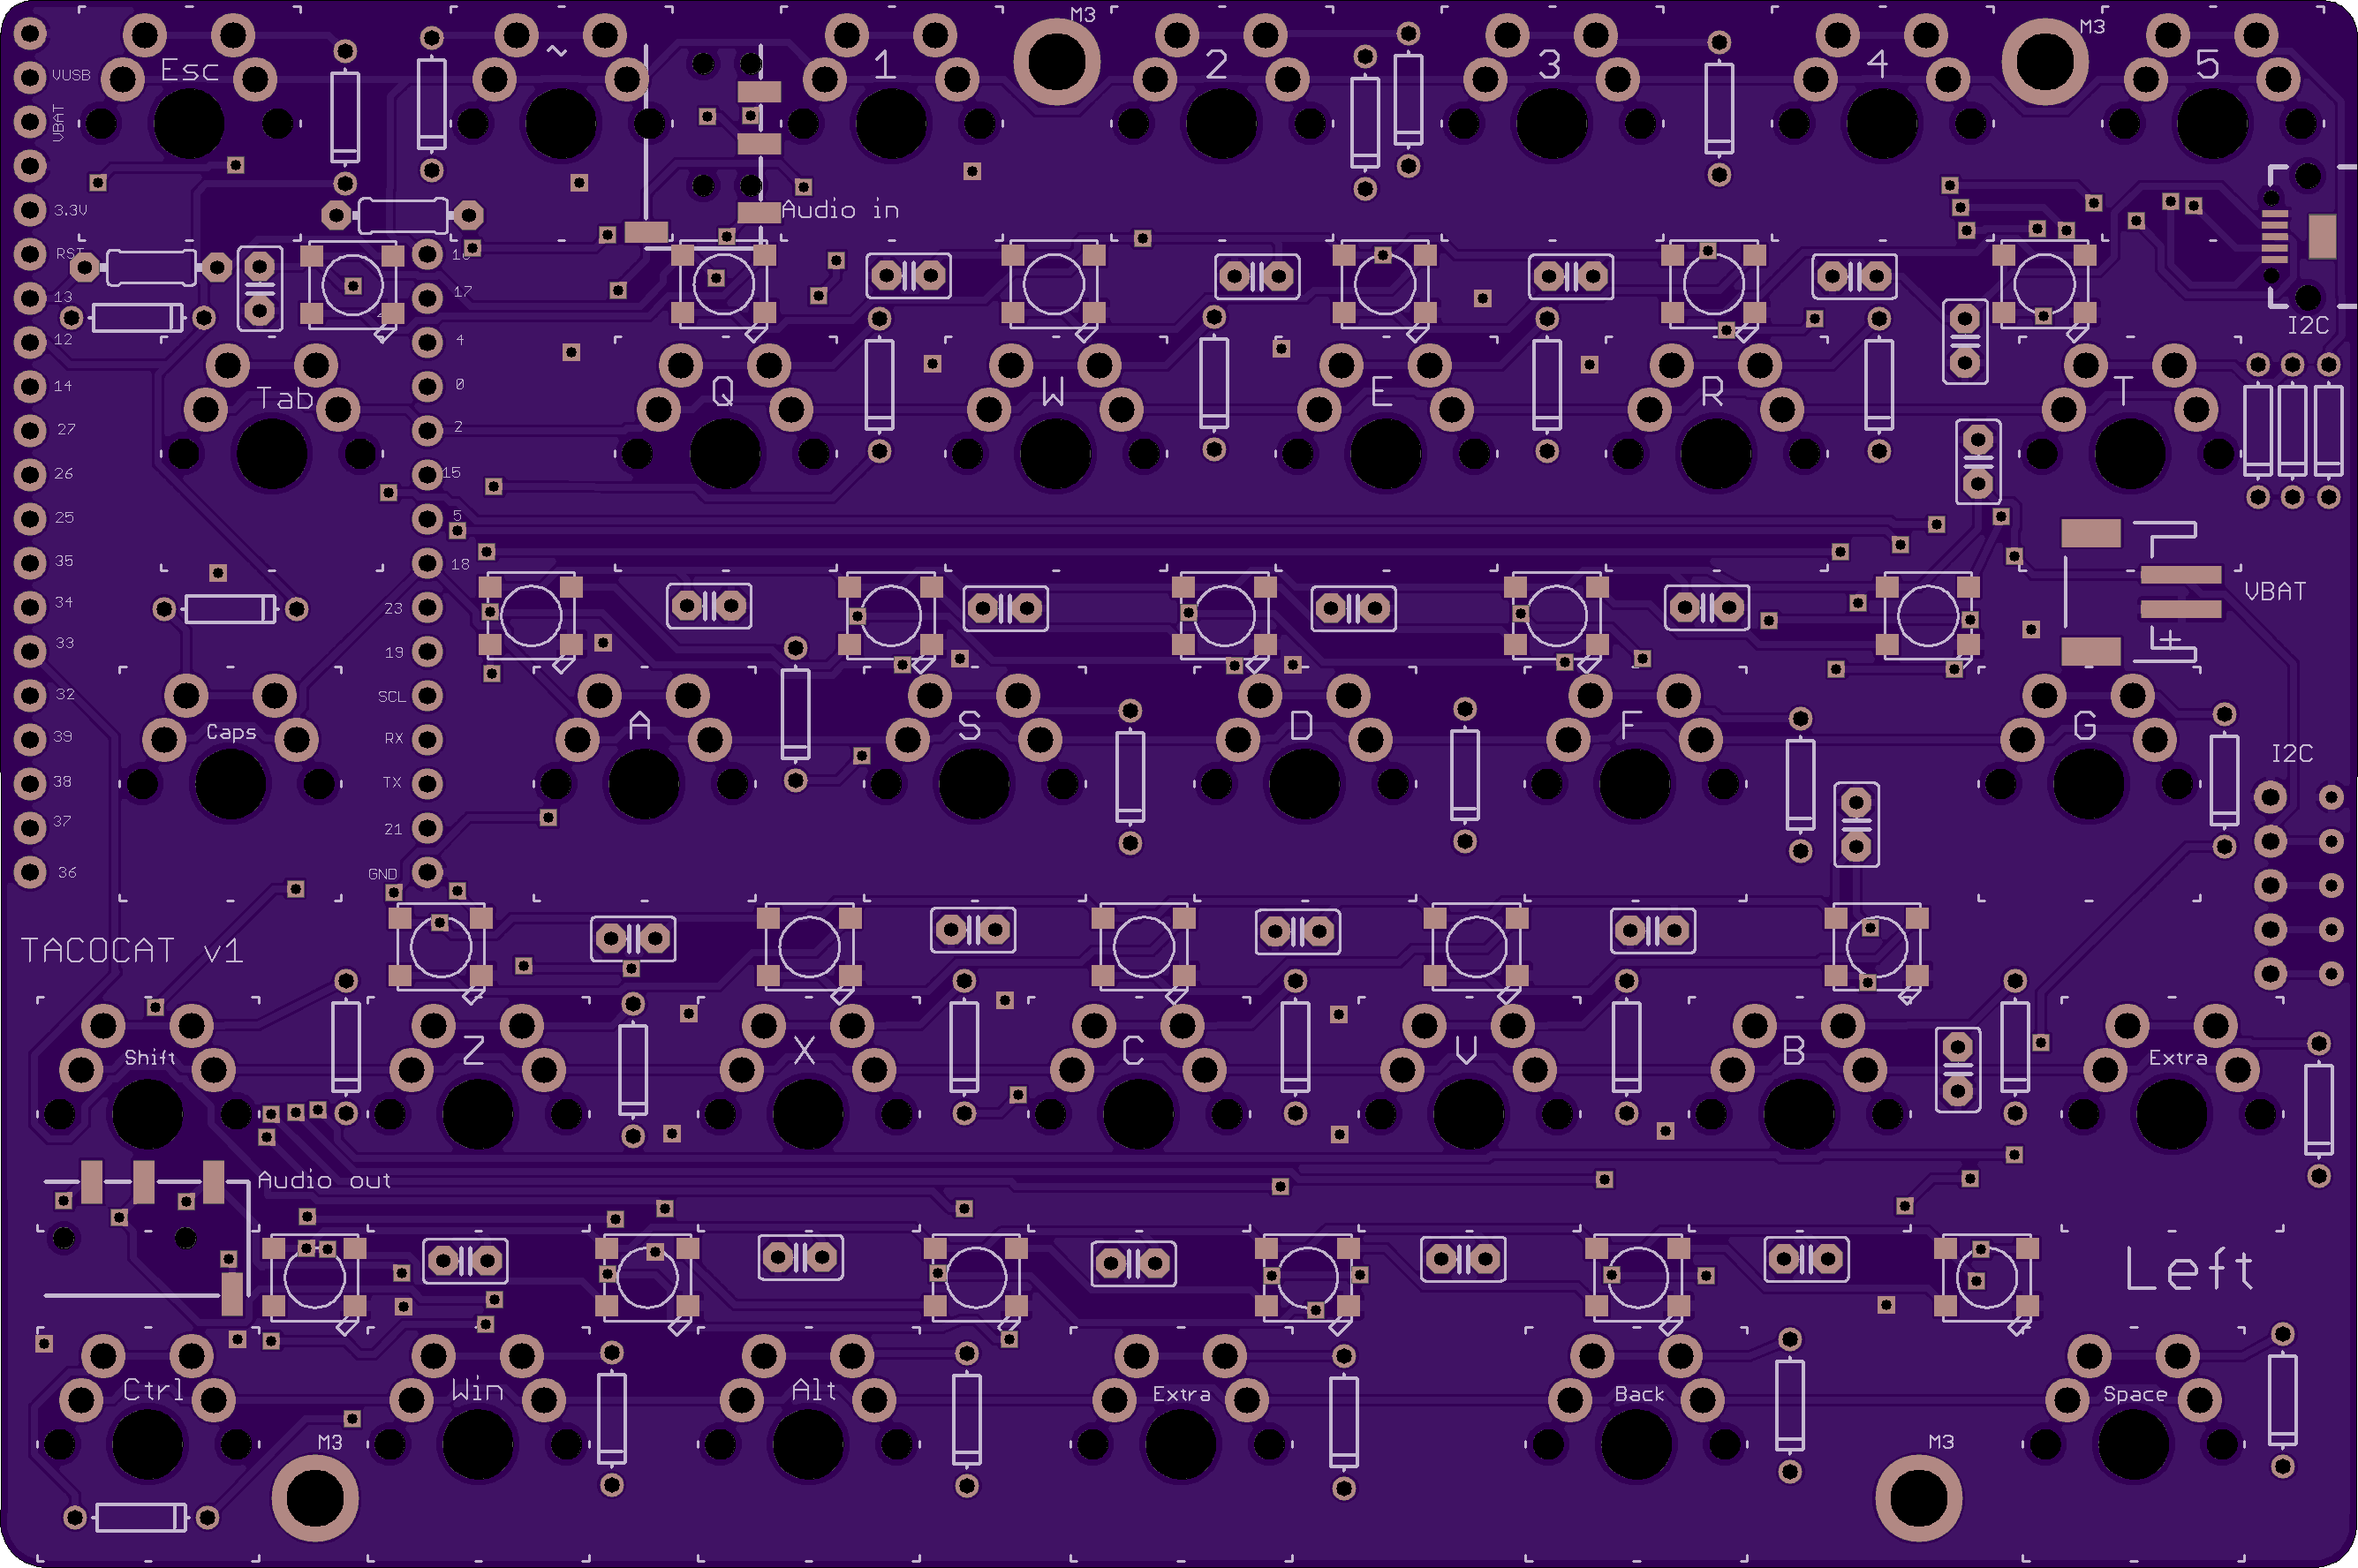 M3
M3
Esc
~
1
2
3
4
5
VUSB
VBAT
3.3V
Audio in
RST
16
13
17
I2C
12
4
14
0
Tab
Q
W
E
R
T
27
2
26
15
25
5
35
18
VBAT
34
23
33
19
32
SCL
+
Caps
A
S
D
F
G
39
RX
I2C
38
TX
37
21
36
GND
TACOCAT v1
Shift
Z
X
C
V
B
Extra
Audio out
Left
Ctrl
Win
Alt
Extra
Back
Space
M3
M3